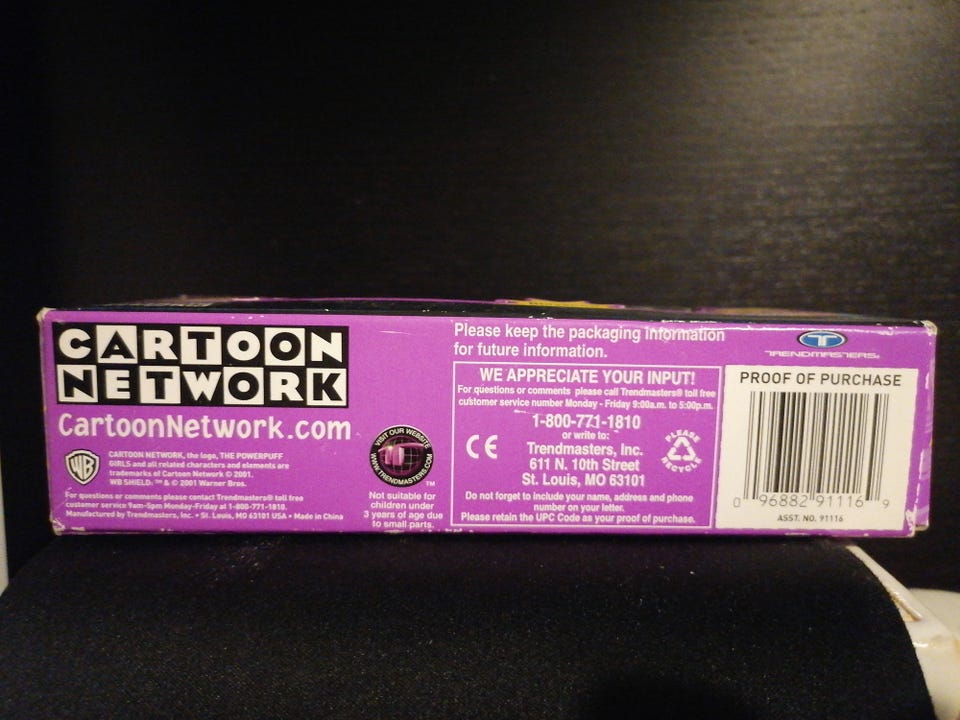 CARTOON
NETWORK
CartoonNetwork.com
WB
CARTOON NETWORK, the logo, THE POWERPUFF
GIRLS and all related characters and elements are
trademarks of Cartoon Network © 2001.
WB SHIELD: ™ & © 2001 Warner Bros.
For questions or comments please contact Trendmasters® toll free
customer service 9am-5pm Monday-Friday at 1-800-771-1810.
Manufactured by Trendmasters, Inc. • St. Louis, MO 63101 USA • Made in China
VISIT OUR WEBSITE
WWW.TRENDMASTERS.COM
™
Not suitable for
children under
3 years of age due
to small parts.
Please keep the packaging information
for future information.
WE APPRECIATE YOUR INPUT!
For questions or comments please call Trendmasters® toll free
customer service number Monday - Friday 9:00a.m. to 5:00p.m.
1-800-771-1810
or write to:
Trendmasters, Inc.
611 N. 10th Street
St. Louis, MO 63101
CE
PLEASE
RECYCLE
Do not forget to include your name, address and phone
number on your letter.
Please retain the UPC Code as your proof of purchase.
T
TRENDMASTERS®
PROOF OF PURCHASE
0 96882 91116 9
ASST. NO. 91116